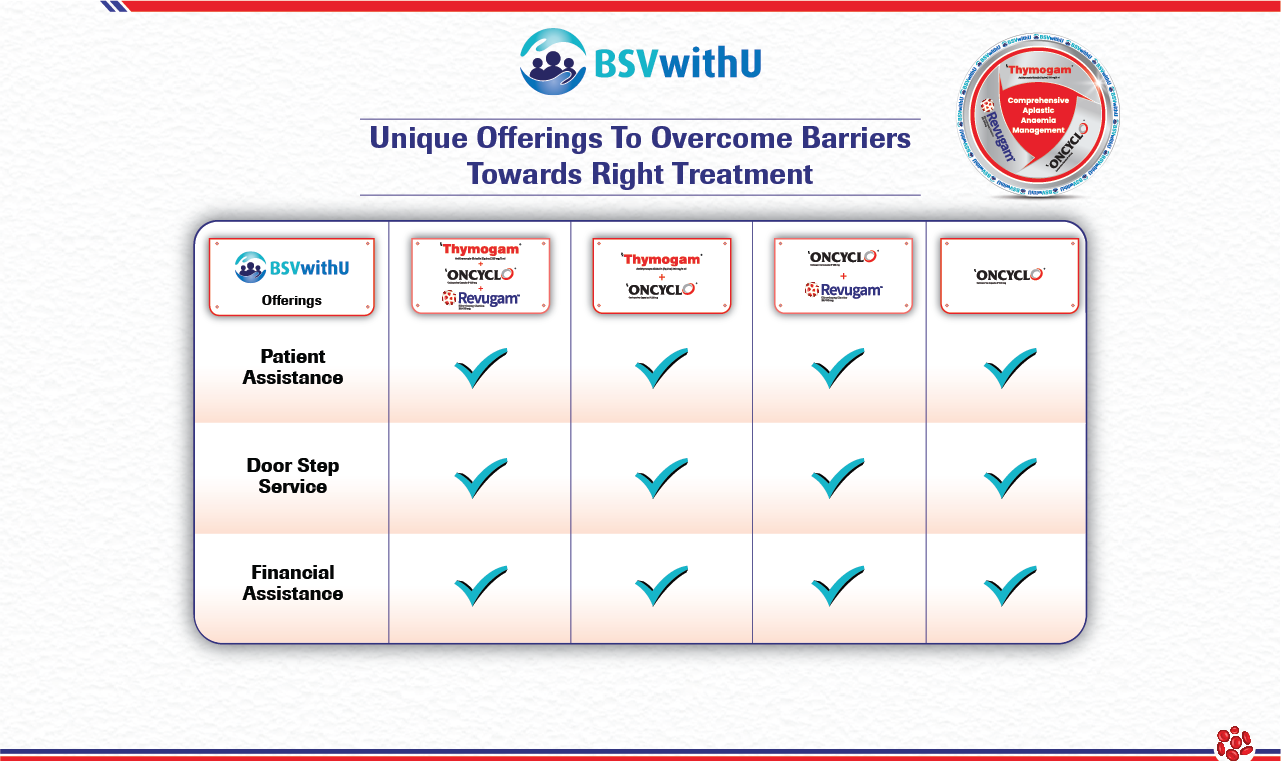 BSVwithU
Unique Offerings To Overcome Barriers
Towards Right Treatment
Thymogam
Comprehensive
Aplastic
Anaemia
Management
Revugam
ONCYCLO
BSVwithU
Offerings
Thymogam
+
ONCYCLO
+
Revugam
Thymogam
+
ONCYCLO
ONCYCLO
+
Revugam
ONCYCLO
Patient
Assistance
Door Step
Service
Financial
Assistance